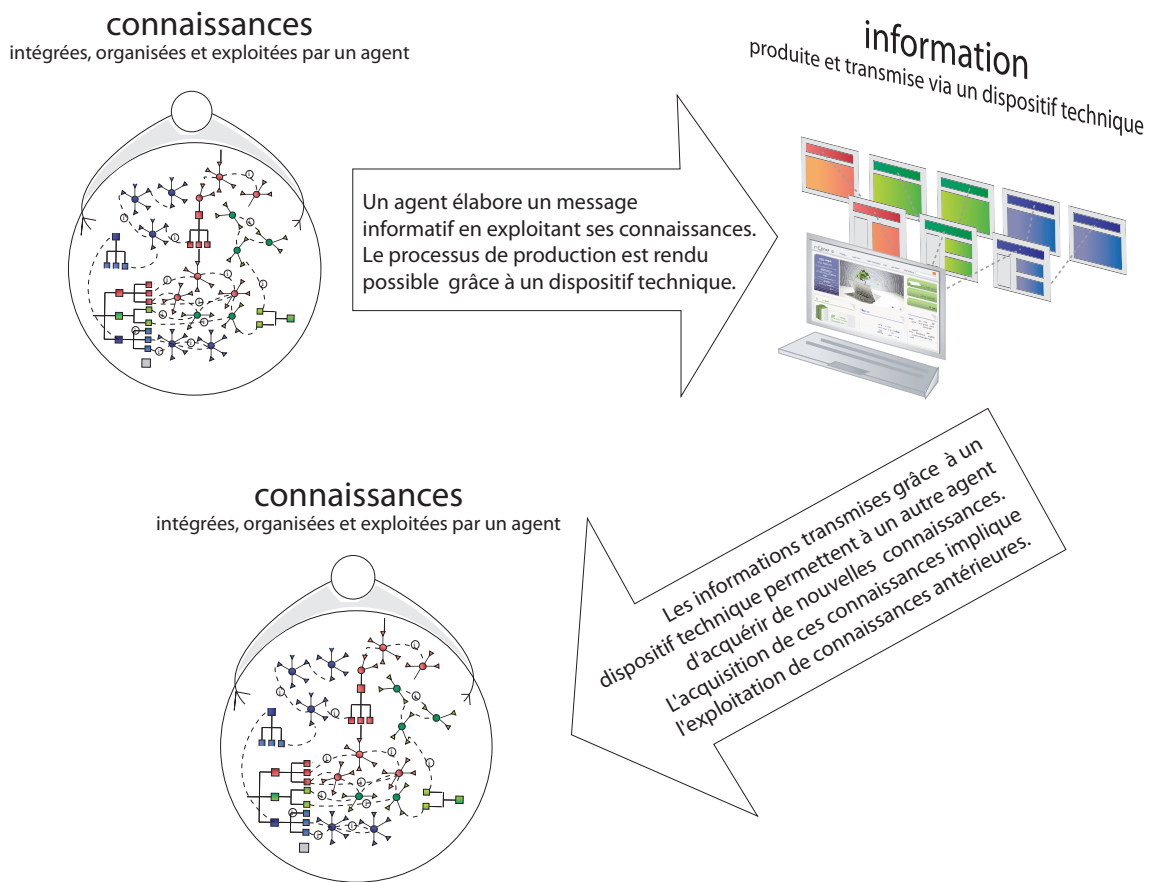 connaissances
intégrées, organisées et exploitées par un agent
information
produite et transmise via un dispositif technique
Un agent élabore un message
informatif en exploitant ses connaissances.
Le processus de production est rendu
possible grâce à un dispositif technique.
Les informations transmises grâce à un
dispositif technique permettent à un autre agent
d'acquérir de nouvelles connaissances.
L'acquisition de ces connaissances implique
l'exploitation de connaissances antérieures.
connaissances
intégrées, organisées et exploitées par un agent